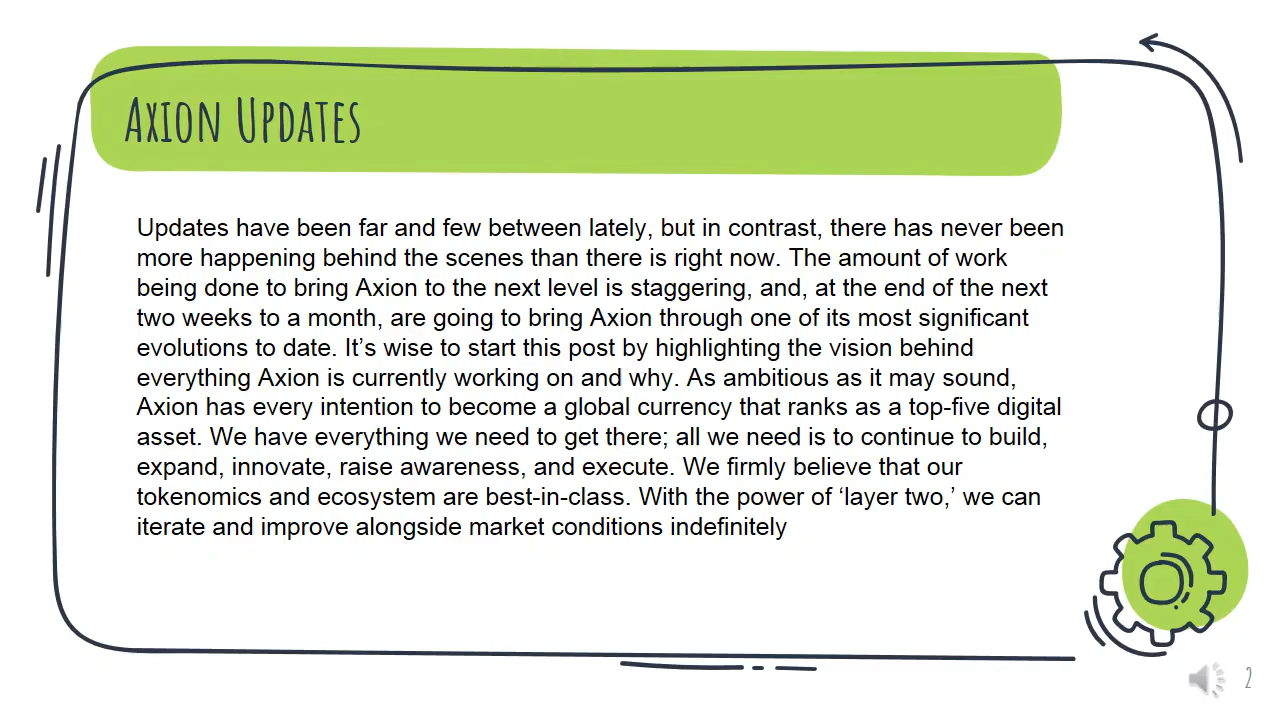 Axion Updates
Updates have been far and few between lately, but in contrast, there has never been
more happening behind the scenes than there is right now. The amount of work
being done to bring Axion to the next level is staggering, and, at the end of the next
two weeks to a month, are going to bring Axion through one of its most significant
evolutions to date. It’s wise to start this post by highlighting the vision behind
everything Axion is currently working on and why. As ambitious as it may sound,
Axion has every intention to become a global currency that ranks as a top-five digital
asset. We have everything we need to get there; all we need is to continue to build,
expand, innovate, raise awareness, and execute. We firmly believe that our
tokenomics and ecosystem are best-in-class. With the power of ‘layer two,’ we can
iterate and improve alongside market conditions indefinitely
2